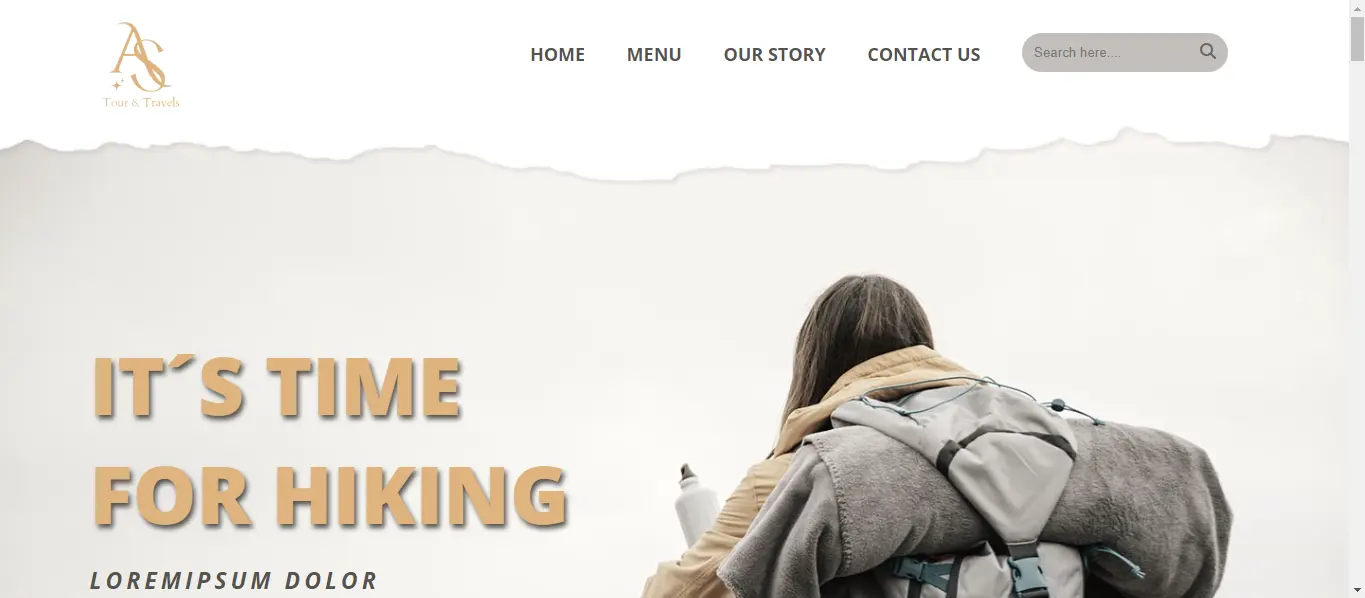 AS
Tour & Travels
HOME MENU OUR STORY CONTACT US Search here....
IT´S TIME
FOR HIKING
LOREMIPSUM DOLOR